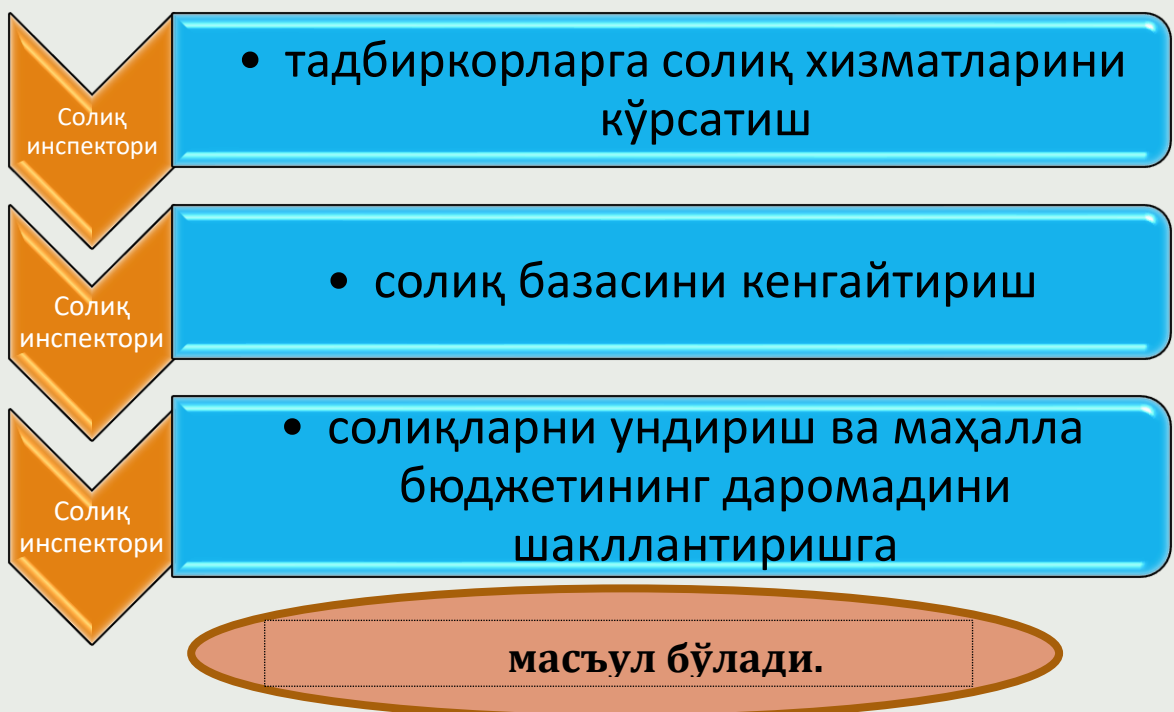 Солиқ
инспектори
• тадбиркорларга солиқ хизматларини
кўрсатиш
Солиқ
инспектори
• солиқ базасини кенгайтириш
Солиқ
инспектори
• солиқларни ундириш ва маҳалла
бюджетининг даромадини
шакллантиришга
масъул бўлади.